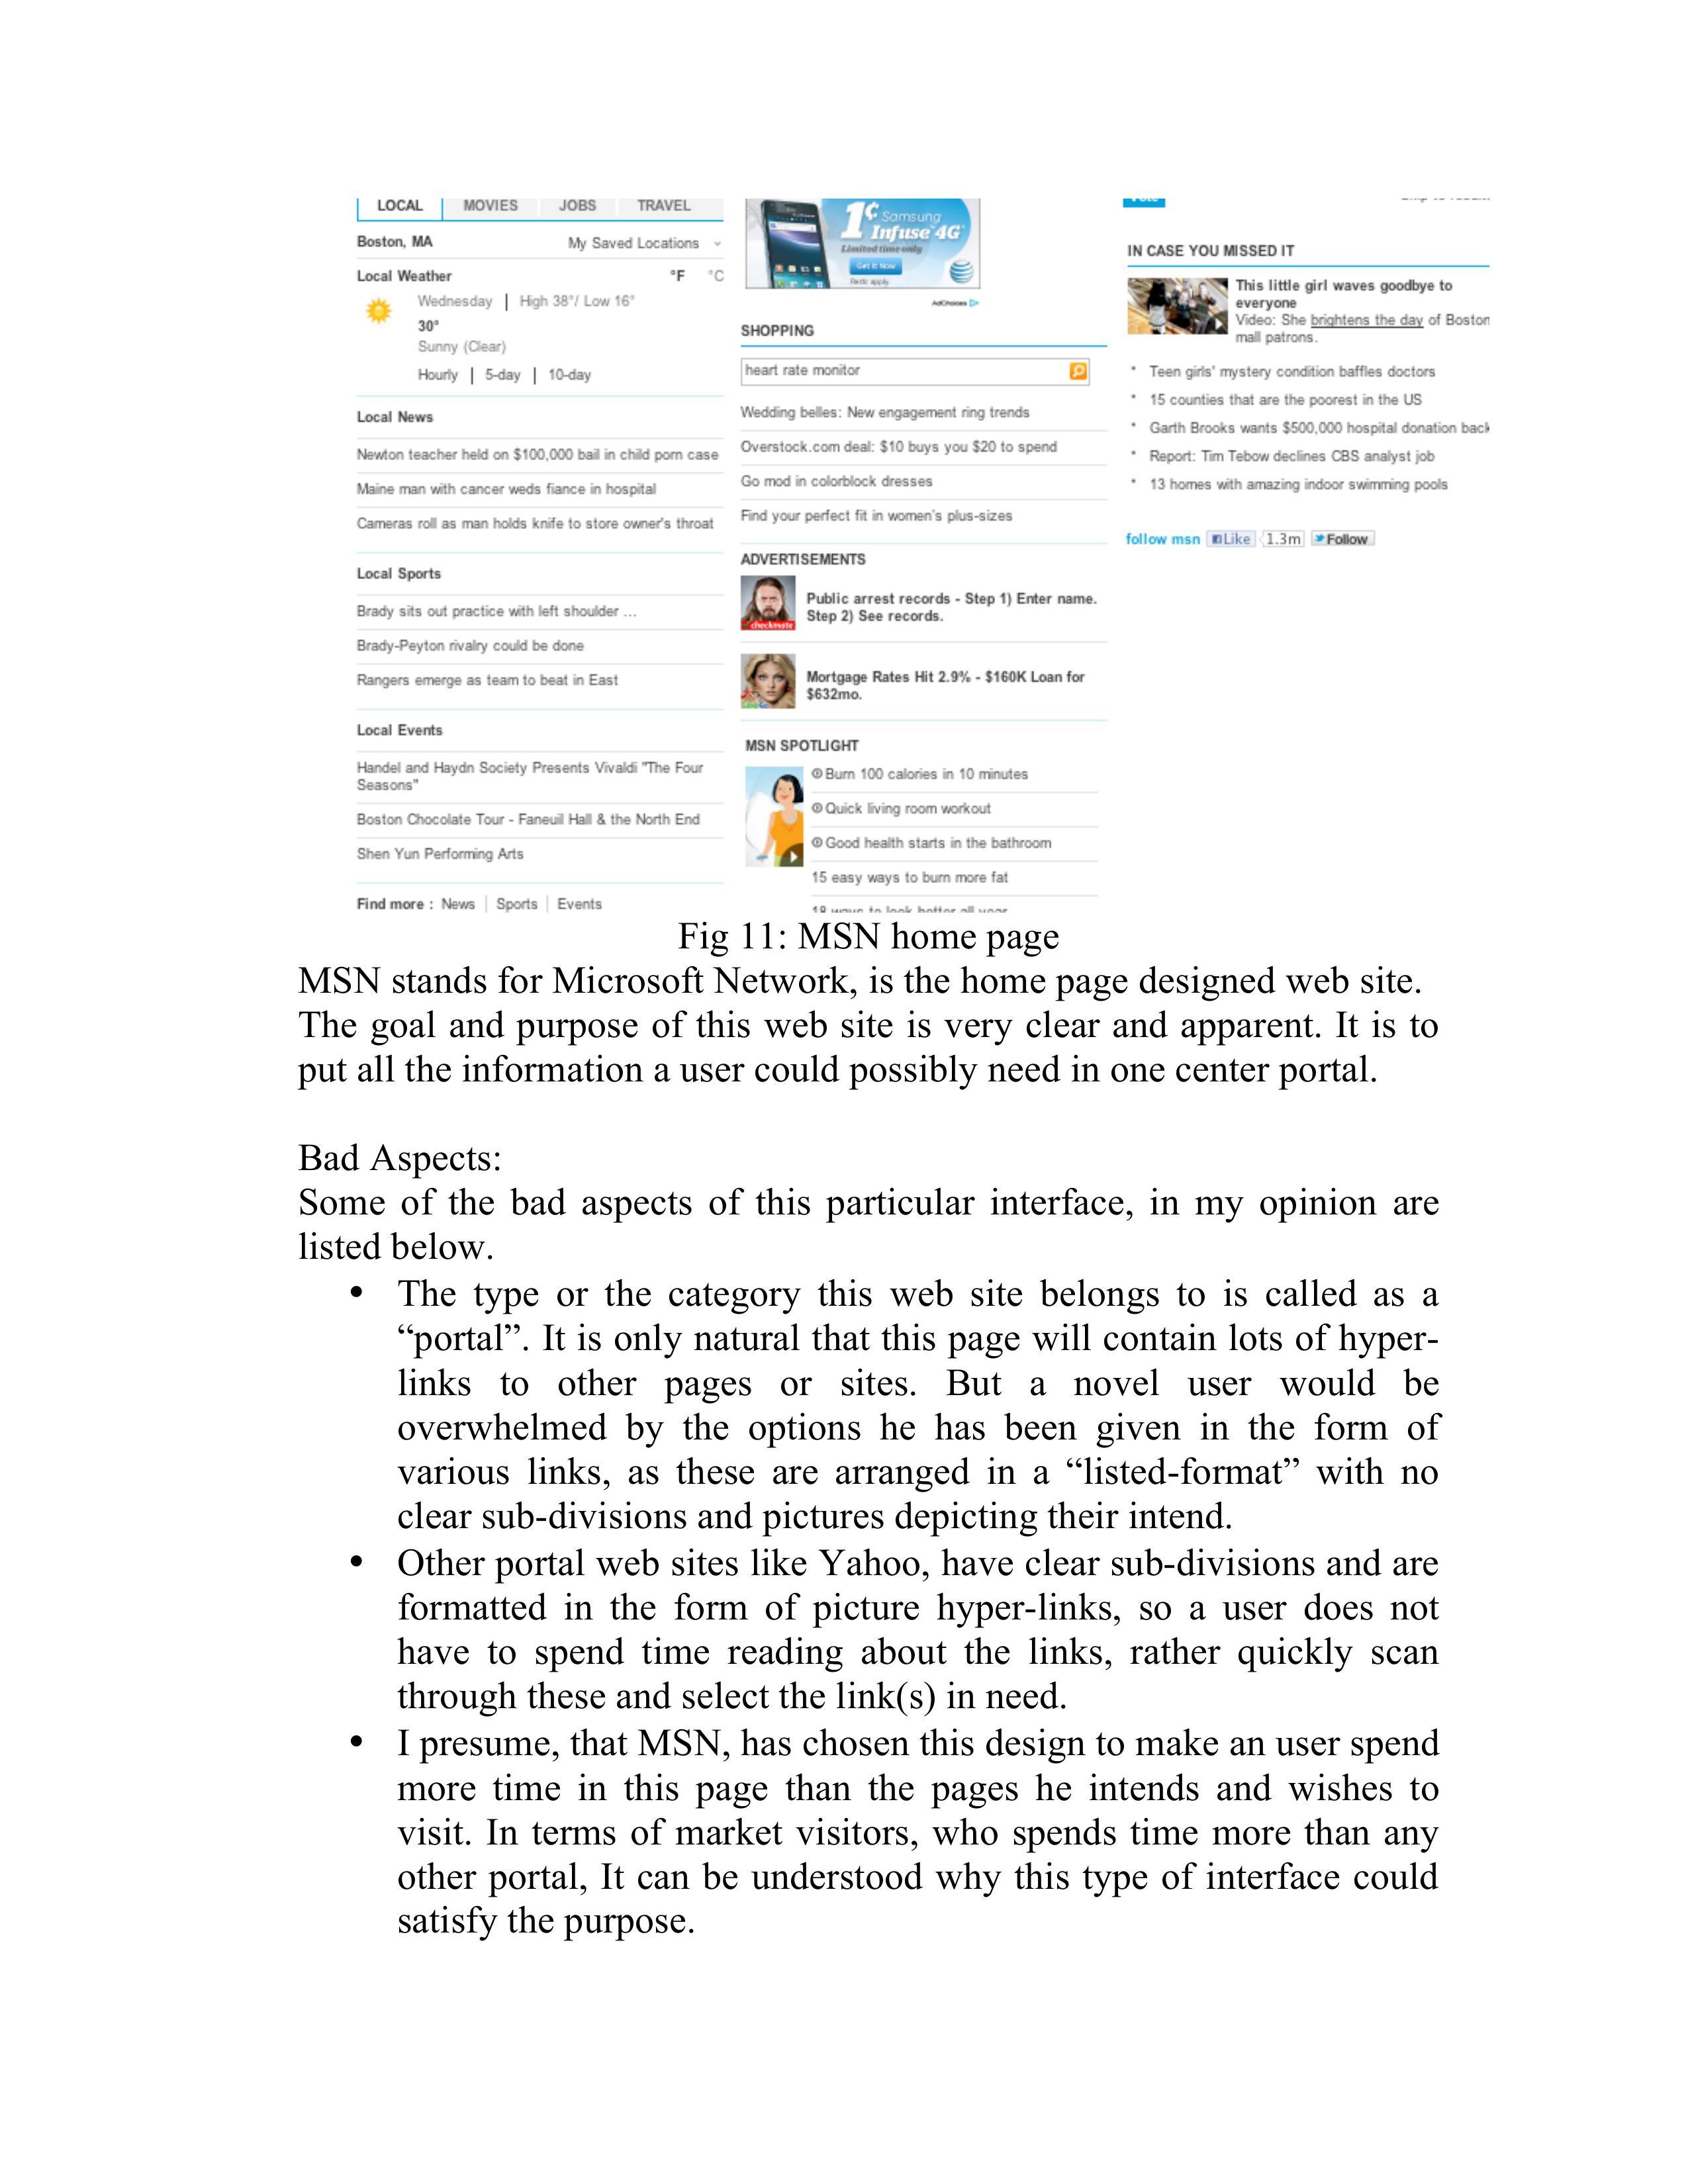 LOCAL MOVIES JOBS TRAVEL
Boston, MA My Saved Locations
Local Weather °F °C
Wednesday | High 38°/ Low 16°
30°
Sunny (Clear)
Hourly | 5-day | 10-day
Local News
Newton teacher held on $100,000 bail in child porn case
Maine man with cancer weds fiance in hospital
Cameras roll as man holds knife to store owner's throat
Local Sports
Brady sits out practice with left shoulder ...
Brady-Peyton rivalry could be done
Rangers emerge as team to beat in East
Local Events
Handel and Haydn Society Presents Vivaldi "The Four
Seasons"
Boston Chocolate Tour - Faneuil Hall & the North End
Shen Yun Performing Arts
Find more : News | Sports | Events
1¢ Samsung
Infuse 4G
Limited time only
Get It Now
Restr. apply.
AdChoices
SHOPPING
heart rate monitor
Wedding belles: New engagement ring trends
Overstock.com deal: $10 buys you $20 to spend
Go mod in colorblock dresses
Find your perfect fit in women's plus-sizes
ADVERTISEMENTS
checkmate
Public arrest records - Step 1) Enter name.
Step 2) See records.
Mortgage Rates Hit 2.9% - $160K Loan for
$632mo.
MSN SPOTLIGHT
Burn 100 calories in 10 minutes
Quick living room workout
Good health starts in the bathroom
15 easy ways to burn more fat
18 ways to look better all year
Vote
IN CASE YOU MISSED IT
This little girl waves goodbye to
everyone
Video: She brightens the day of Boston
mall patrons.
* Teen girls' mystery condition baffles doctors
* 15 counties that are the poorest in the US
* Garth Brooks wants $500,000 hospital donation back
* Report: Tim Tebow declines CBS analyst job
* 13 homes with amazing indoor swimming pools
follow msn Like 1.3m Follow
Fig 11: MSN home page
MSN stands for Microsoft Network, is the home page designed web site.
The goal and purpose of this web site is very clear and apparent. It is to
put all the information a user could possibly need in one center portal.
Bad Aspects:
Some of the bad aspects of this particular interface, in my opinion are
listed below.
• The type or the category this web site belongs to is called as a
“portal”. It is only natural that this page will contain lots of hyper-
links to other pages or sites. But a novel user would be
overwhelmed by the options he has been given in the form of
various links, as these are arranged in a “listed-format” with no
clear sub-divisions and pictures depicting their intend.
• Other portal web sites like Yahoo, have clear sub-divisions and are
formatted in the form of picture hyper-links, so a user does not
have to spend time reading about the links, rather quickly scan
through these and select the link(s) in need.
• I presume, that MSN, has chosen this design to make an user spend
more time in this page than the pages he intends and wishes to
visit. In terms of market visitors, who spends time more than any
other portal, It can be understood why this type of interface could
satisfy the purpose.